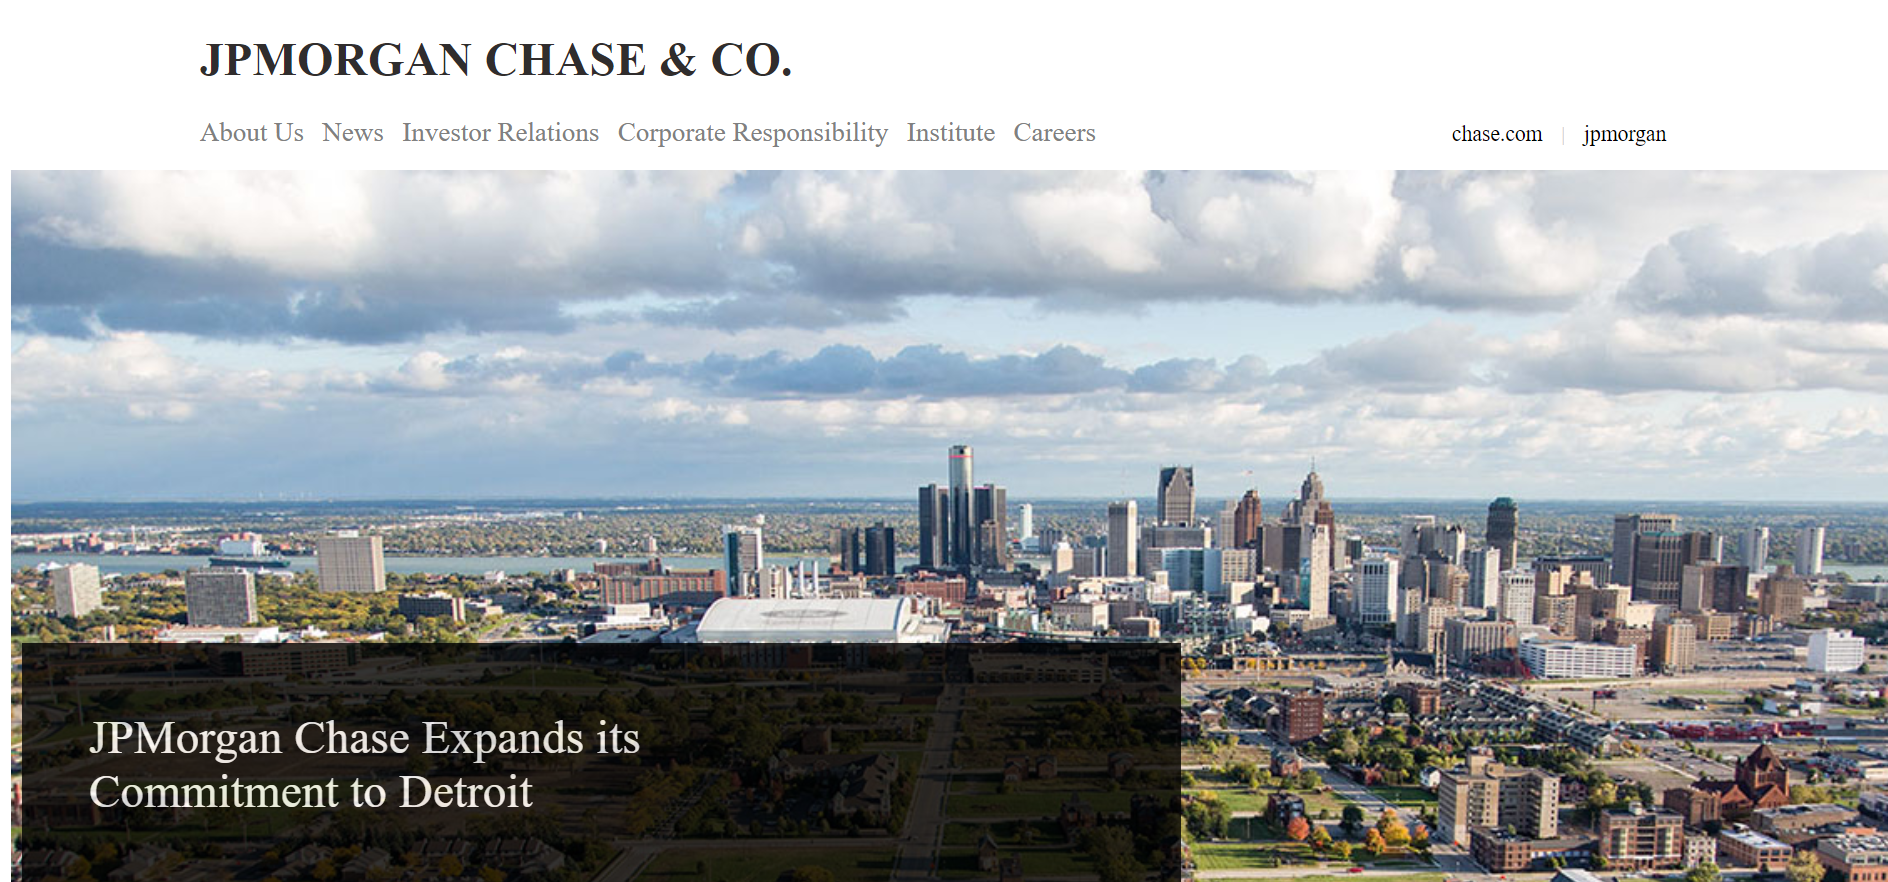 JPMORGAN CHASE & CO.
About Us News Investor Relations Corporate Responsibility Institute Careers
chase.com | jpmorgan
JPMorgan Chase Expands its
Commitment to Detroit